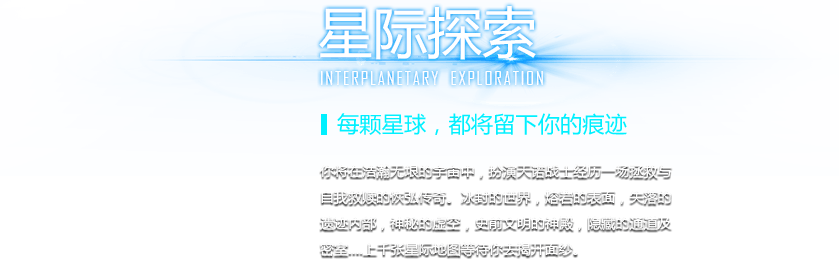 星际探索
INTERPLANETARY EXPLORATION
每颗星球，都将留下你的痕迹
你将在浩瀚无垠的宇宙中，扮演天诺战士经历一场拯救与
自我救赎的恢弘传奇。冰封的世界，熔岩的表面，失落的
遗迹内部，神秘的虚空，史前文明的神殿，隐藏的通道及
密室....上千张星际地图等待你去揭开面纱。